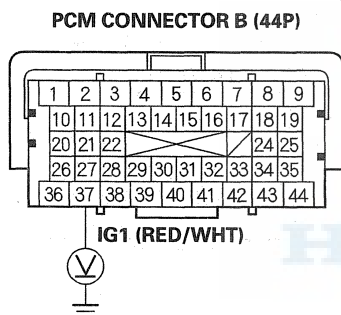 PCM CONNECTOR B (44P)
1 2 3 4 5 6 7 8 9
10 11 12 13 14 15 16 17 18 19
20 21 22 24 25
26 27 28 29 30 31 32 33 34 35
36 37 38 39 40 41 42 43 44
IG1 (RED/WHT)
V
H